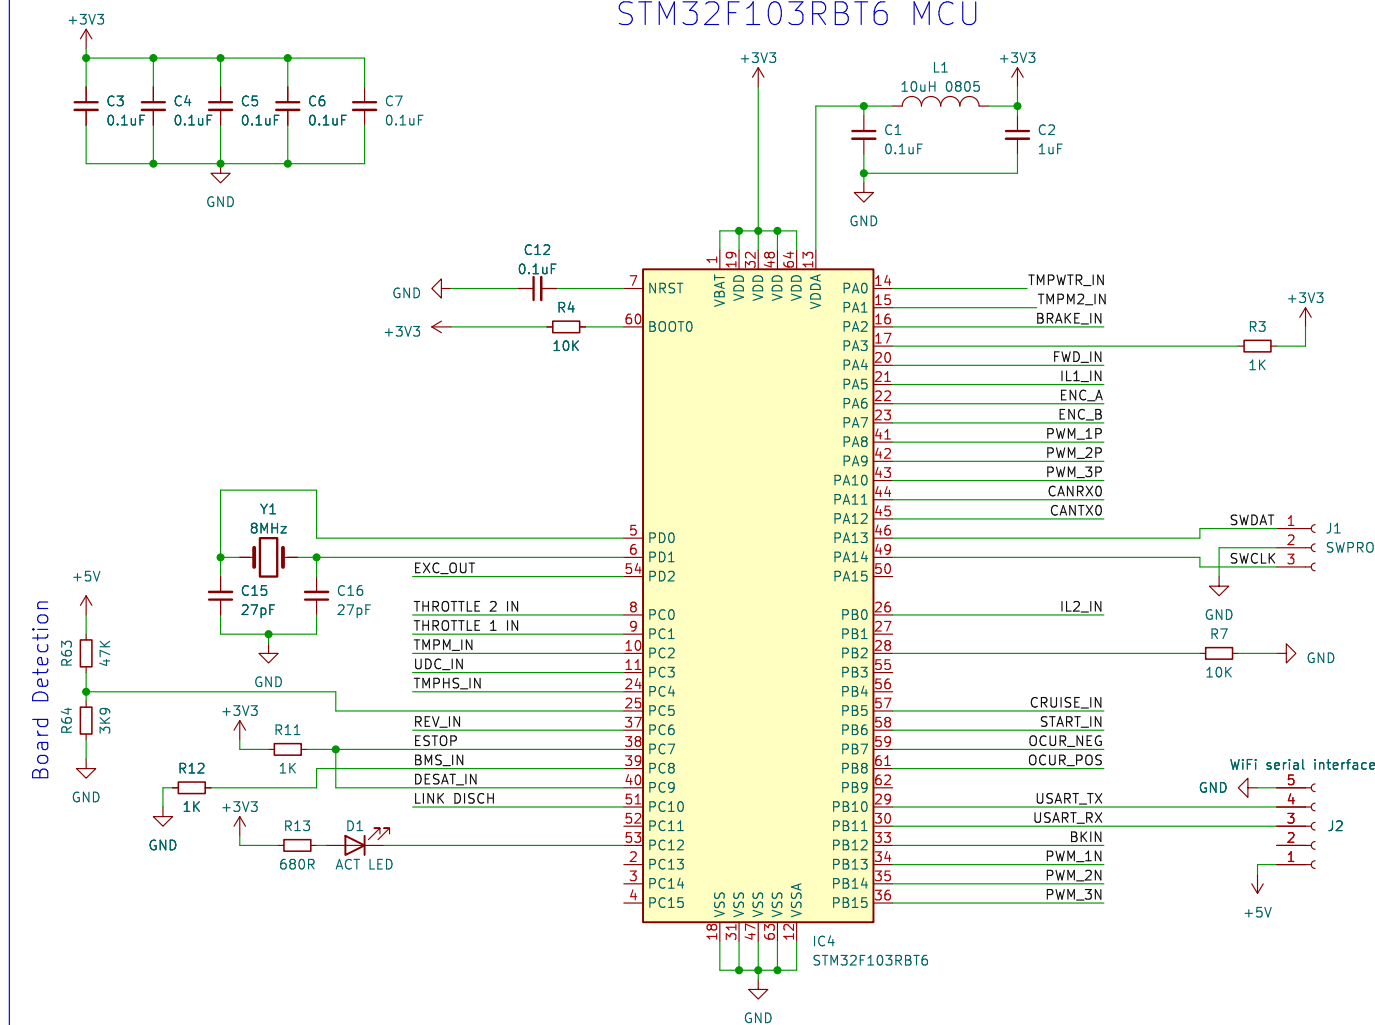 STM32F103RBT6 MCU
+3V3
C3
0.1uF
C4
0.1uF
C5
0.1uF
C6
0.1uF
C7
0.1uF
GND
+3V3
L1
10uH 0805
+3V3
C1
0.1uF
C2
1uF
GND
C12
0.1uF
GND
R4
10K
+3V3
1
19
32
48
64
13
VBAT
VDD
VDD
VDD
VDD
VDDA
7 NRST
60 BOOT0
5 PD0
6 PD1
54 PD2
8 PC0
9 PC1
10 PC2
11 PC3
24 PC4
25 PC5
37 PC6
38 PC7
39 PC8
40 PC9
51 PC10
52 PC11
53 PC12
2 PC13
3 PC14
4 PC15
PA0 14 TMPWTR_IN
PA1 15 TMPM2_IN
PA2 16 BRAKE_IN
PA3 17
PA4 20 FWD_IN
PA5 21 IL1_IN
PA6 22 ENC_A
PA7 23 ENC_B
PA8 41 PWM_1P
PA9 42 PWM_2P
PA10 43 PWM_3P
PA11 44 CANRX0
PA12 45 CANTX0
PA13 46
PA14 49
PA15 50
PB0 26 IL2_IN
PB1 27
PB2 28
PB3 55
PB4 56
PB5 57 CRUISE_IN
PB6 58 START_IN
PB7 59 OCUR_NEG
PB8 61 OCUR_POS
PB9 62
PB10 29 USART_TX
PB11 30 USART_RX
PB12 33 BKIN
PB13 34 PWM_1N
PB14 35 PWM_2N
PB15 36 PWM_3N
VSS
VSS
VSS
VSS
VSSA
18
31
47
63
12
IC4
STM32F103RBT6
GND
R3
1K
+3V3
SWDAT 1 J1
2 SWPRO
SWCLK 3
GND
R7
10K
GND
WiFi serial interface
GND 5
4
3 J2
2
1
+5V
Y1
8MHz
C15
27pF
C16
27pF
GND
EXC_OUT
THROTTLE 2 IN
THROTTLE 1 IN
TMPM_IN
UDC_IN
TMPHS_IN
REV_IN
ESTOP
BMS_IN
DESAT_IN
LINK DISCH
Board Detection
+5V
R63
47K
R64
3K9
GND
+3V3
R11
1K
R12
1K
GND
+3V3
R13
680R
D1
ACT LED